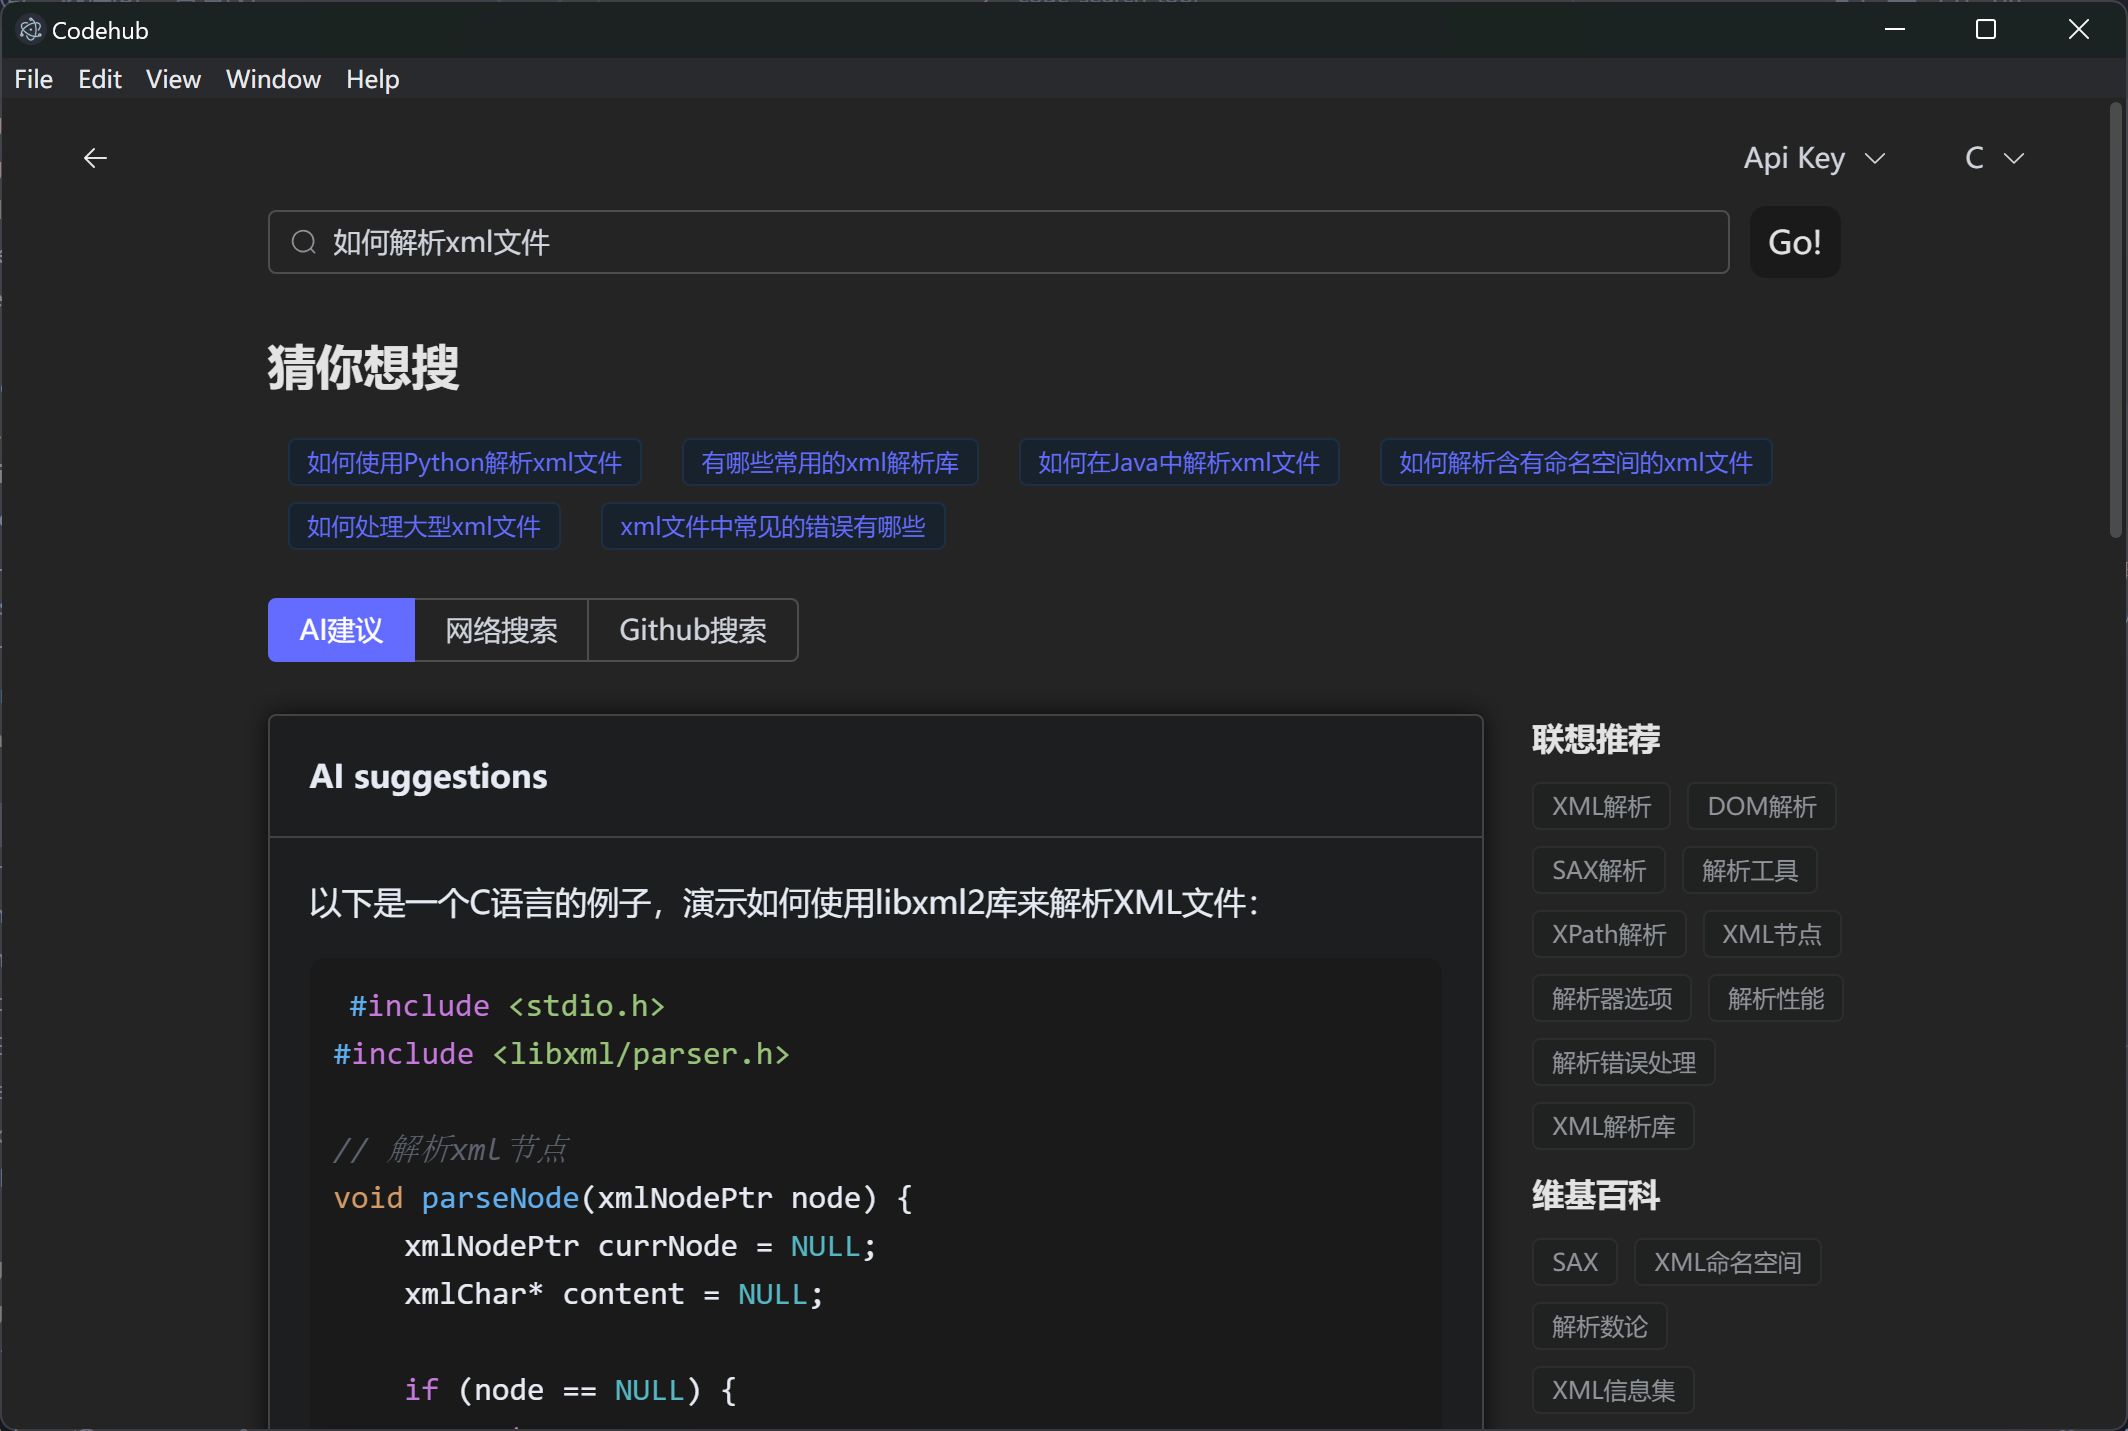 Codehub
File Edit View Window Help
Api Key C
如何解析xml文件 Go!
猜你想搜
如何使用Python解析xml文件 有哪些常用的xml解析库 如何在Java中解析xml文件 如何解析含有命名空间的xml文件
如何处理大型xml文件 xml文件中常见的错误有哪些
AI建议 网络搜索 Github搜索
AI suggestions
以下是一个C语言的例子，演示如何使用libxml2库来解析XML文件：
#include <stdio.h>
#include <libxml/parser.h>
// 解析xml节点
void parseNode(xmlNodePtr node) {
xmlNodePtr currNode = NULL;
xmlChar* content = NULL;
if (node == NULL) {
联想推荐
XML解析 DOM解析
SAX解析 解析工具
XPath解析 XML节点
解析器选项 解析性能
解析错误处理
XML解析库
维基百科
SAX XML命名空间
解析数论
XML信息集